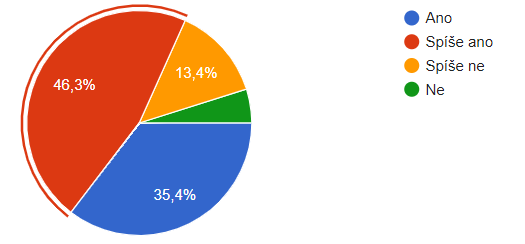 46,3%
13,4%
35,4%
Ano
Spíše ano
Spíše ne
Ne